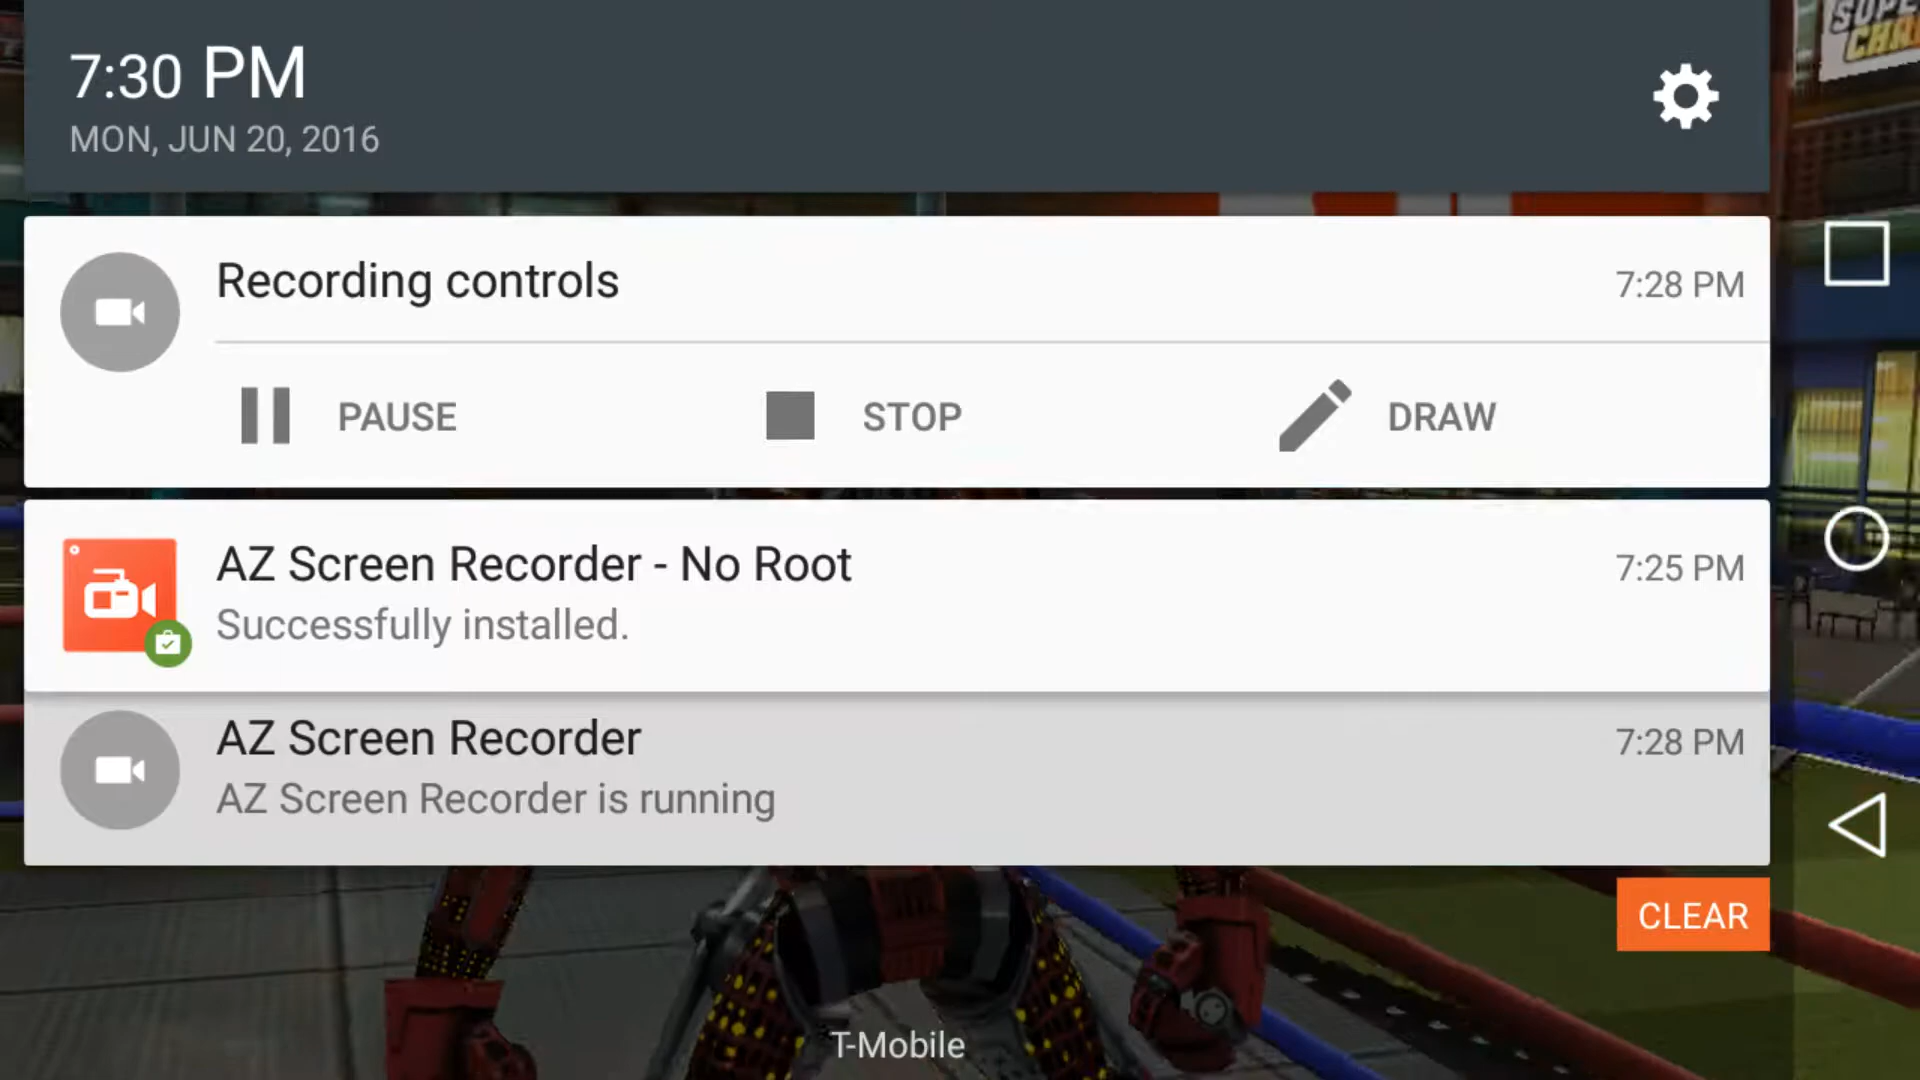 7:30 PM
MON, JUN 20, 2016
Recording controls
7:28 PM
PAUSE
STOP
DRAW
AZ Screen Recorder - No Root
7:25 PM
Successfully installed.
AZ Screen Recorder
7:28 PM
AZ Screen Recorder is running
CLEAR
T-Mobile